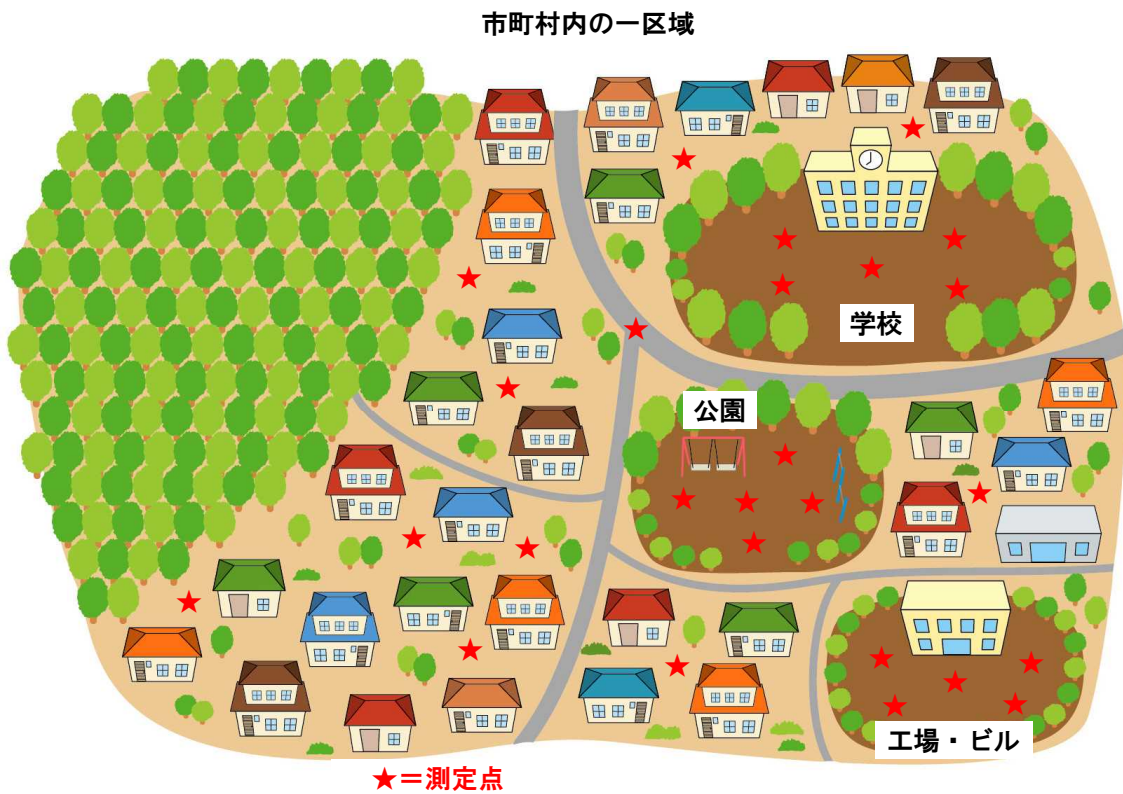 市町村内の一区域
学校
公園
工場・ビル
★＝測定点